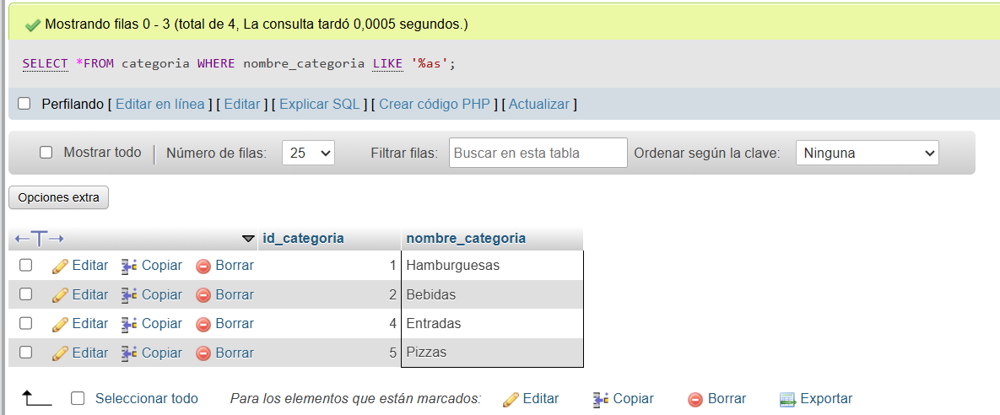 Mostrando filas 0 - 3 (total de 4, La consulta tardó 0,0005 segundos.)
SELECT *FROM categoria WHERE nombre_categoria LIKE '%as';
Perfilando [ Editar en línea ] [ Editar ] [ Explicar SQL ] [ Crear código PHP ] [ Actualizar ]
Mostrar todo | Número de filas: 25 Filtrar filas: Buscar en esta tabla Ordenar según la clave: Ninguna
Opciones extra
←T→ id_categoria nombre_categoria
Editar Copiar Borrar 1 Hamburguesas
Editar Copiar Borrar 2 Bebidas
Editar Copiar Borrar 4 Entradas
Editar Copiar Borrar 5 Pizzas
Seleccionar todo Para los elementos que están marcados: Editar Copiar Borrar Exportar